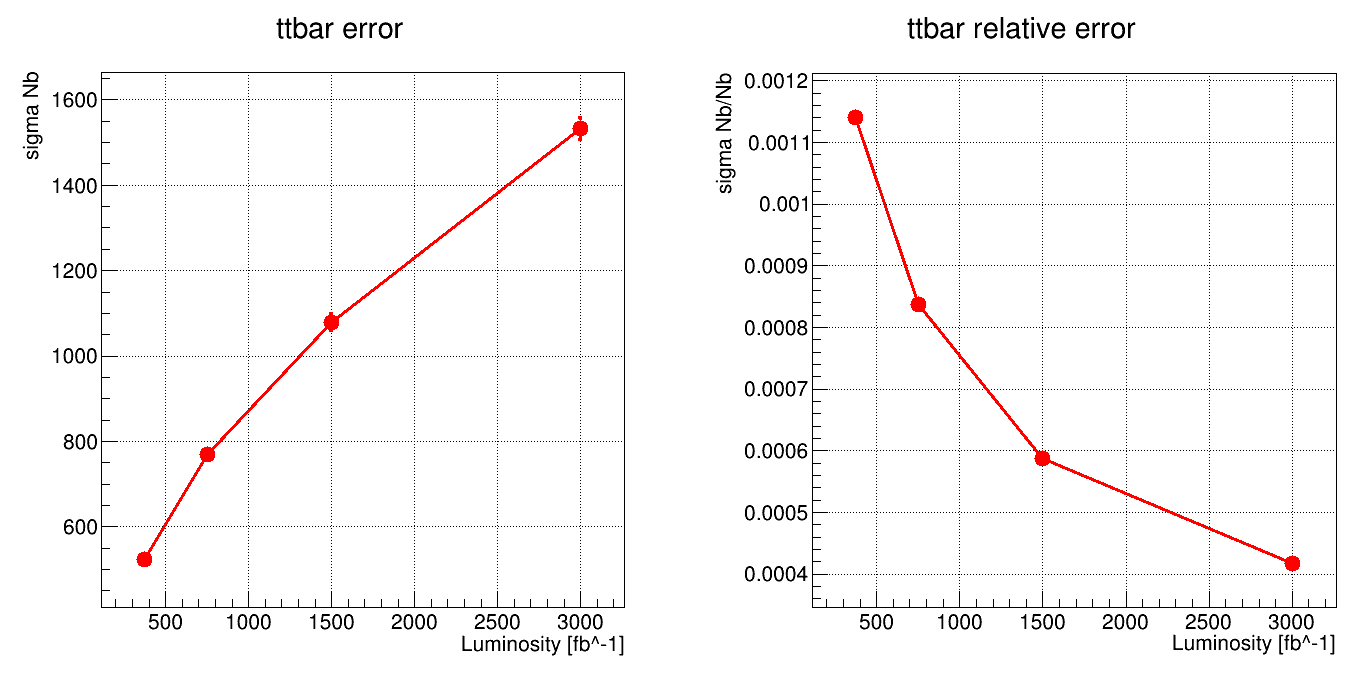 ttbar error
sigma Nb
1600
1400
1200
1000
800
600
500 1000 1500 2000 2500 3000
Luminosity [fb^-1]
ttbar relative error
sigma Nb/Nb
0.0012
0.0011
0.001
0.0009
0.0008
0.0007
0.0006
0.0005
0.0004
500 1000 1500 2000 2500 3000
Luminosity [fb^-1]